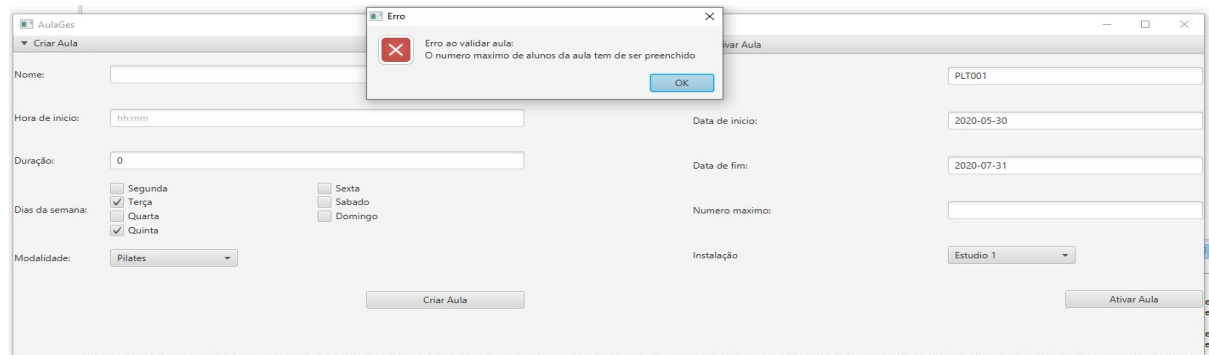 AulaGes
Erro
Erro ao validar aula:
O numero maximo de alunos da aula tem de ser preenchido
OK
Criar Aula
Nome:
Hora de inicio:
hh:mm
Duração:
0
Dias da semana:
Segunda
Sexta
Terça
Sabado
Quarta
Domingo
Quinta
Modalidade:
Pilates
Criar Aula
Aula
PLT001
Data de inicio:
2020-05-30
Data de fim:
2020-07-31
Numero maximo:
Instalação
Estudio 1
Ativar Aula